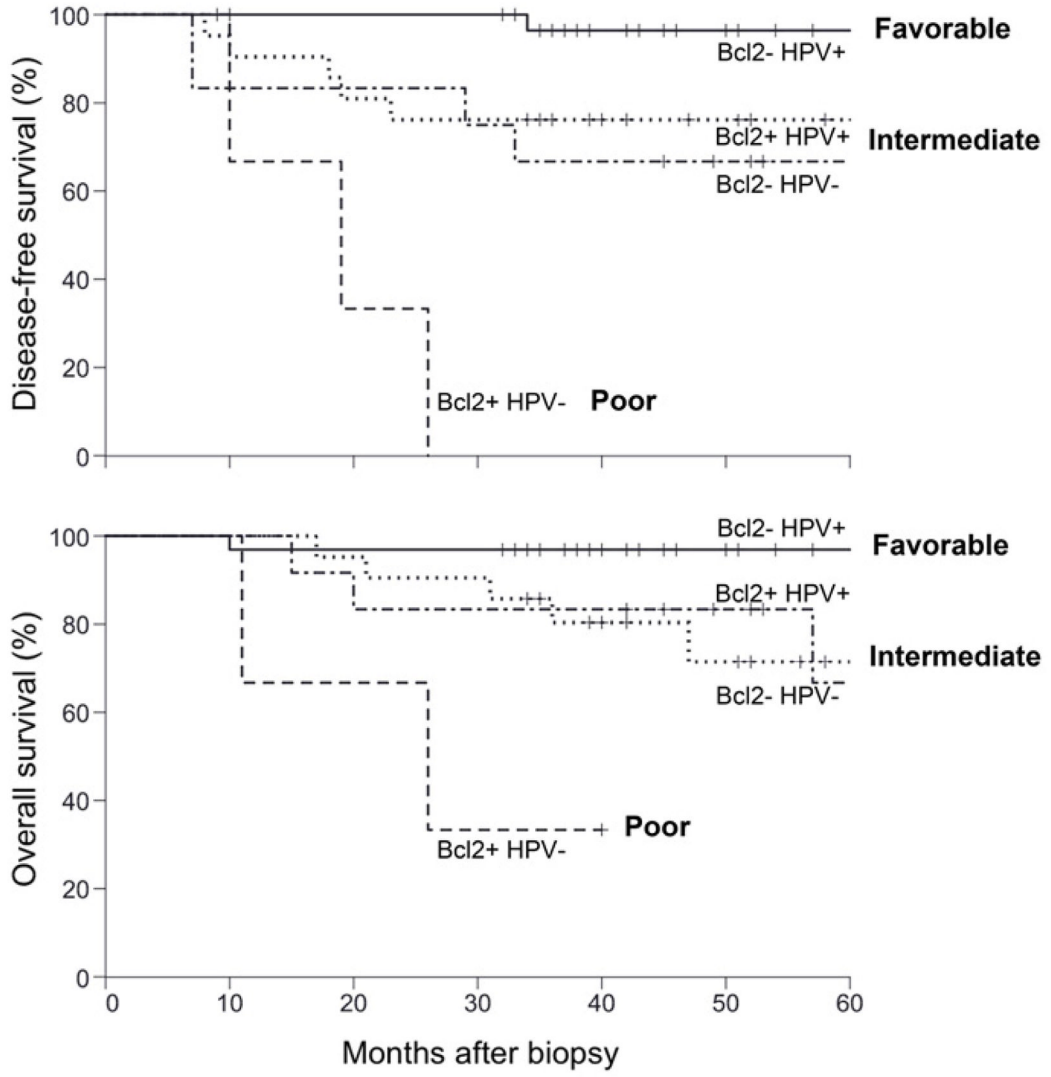 Disease-free survival (%)
100
80
60
40
20
0
Bcl2- HPV+
Favorable
Bcl2+ HPV+
Intermediate
Bcl2- HPV-
Bcl2+ HPV- Poor
Overall survival (%)
100
80
60
40
20
0
Bcl2- HPV+
Favorable
Bcl2+ HPV+
Intermediate
Bcl2- HPV-
Poor
Bcl2+ HPV-
0 10 20 30 40 50 60
Months after biopsy